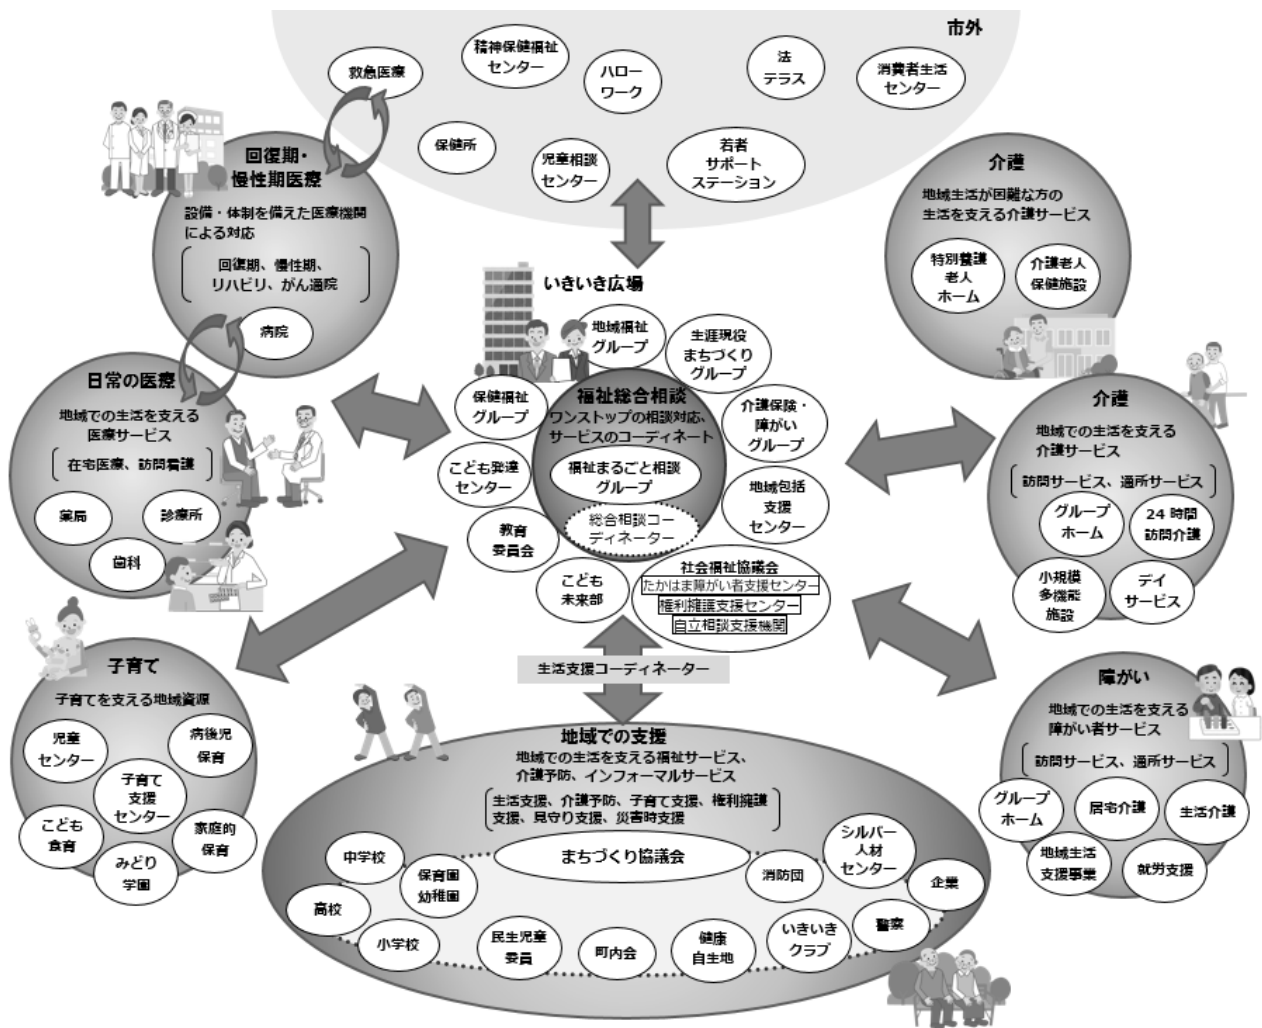 市外
救急医療
精神保健福祉
センター
ハロー
ワーク
法
テラス
消費者生活
センター
保健所
児童相談
センター
若者
サポート
ステーション
回復期・
慢性期医療
設備・体制を備えた医療機関
による対応
回復期、慢性期、
リハビリ、がん通院
病院
日常の医療
地域での生活を支える
医療サービス
在宅医療、訪問看護
薬局
診療所
歯科
いきいき広場
地域福祉
グループ
生涯現役
まちづくり
グループ
保健福祉
グループ
介護保険・
障がい
グループ
こども発達
センター
地域包括
支援
センター
教育
委員会
こども
未来部
福祉総合相談
ワンストップの相談対応、
サービスのコーディネート
福祉まるごと相談
グループ
総合相談コー
ディネーター
社会福祉協議会
たかはま障がい者支援センター
権利擁護支援センター
自立相談支援機関
生活支援コーディネーター
介護
地域生活が困難な方の
生活を支える介護サービス
特別養護
老人
ホーム
介護老人
保健施設
介護
地域での生活を支える
介護サービス
訪問サービス、通所サービス
グループ
ホーム
24 時間
訪問介護
小規模
多機能
施設
デイ
サービス
子育て
子育てを支える地域資源
児童
センター
病後児
保育
子育て
支援
センター
こども
食育
家庭的
保育
みどり
学園
障がい
地域での生活を支える
障がい者サービス
訪問サービス、通所サービス
グループ
ホーム
居宅介護
生活介護
地域生活
支援事業
就労支援
地域での支援
地域での生活を支える福祉サービス、
介護予防、インフォーマルサービス
生活支援、介護予防、子育て支援、権利擁護
支援、見守り支援、災害時支援
まちづくり協議会
中学校
保育園
幼稚園
高校
小学校
民生児童
委員
町内会
健康
自生地
いきいき
クラブ
警察
企業
消防団
シルバー
人材
センター